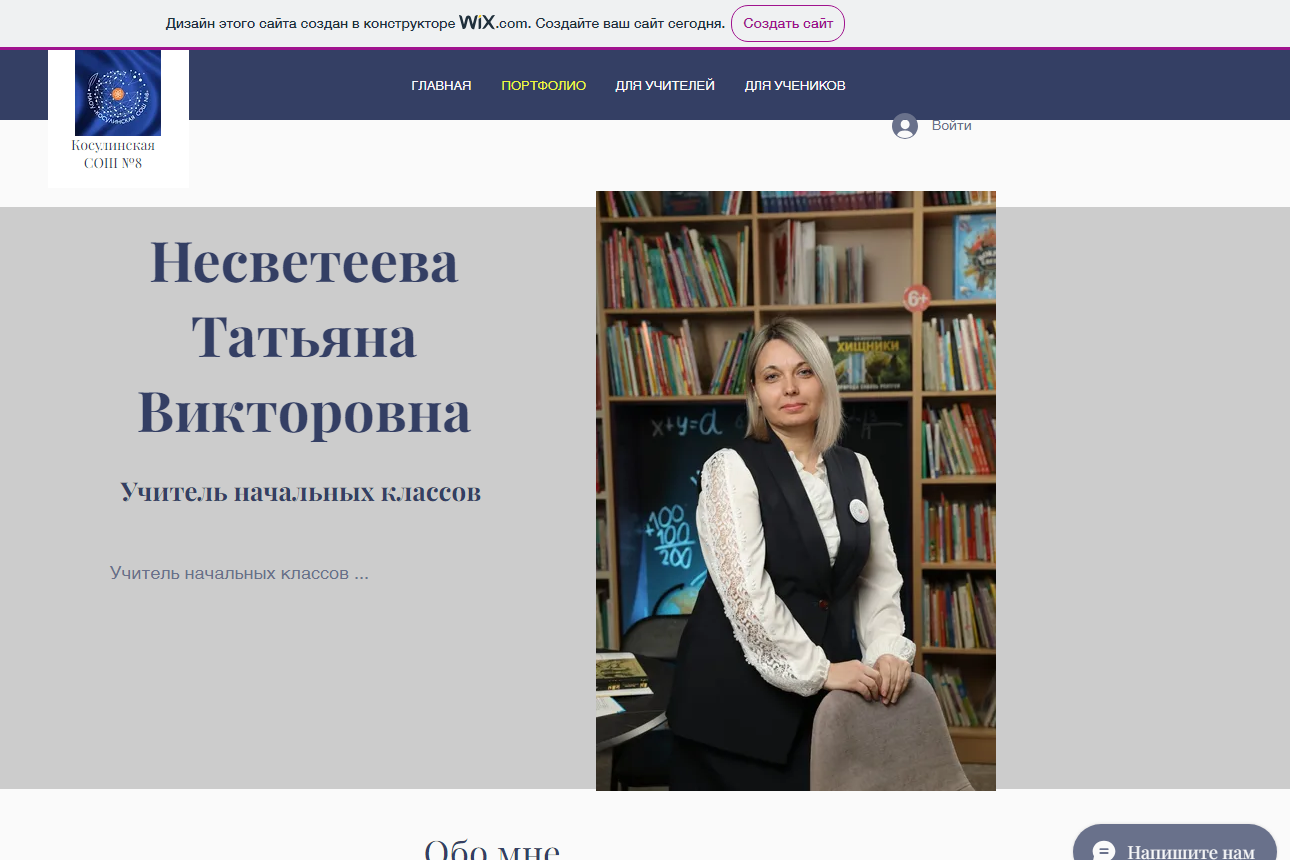 Дизайн этого сайта создан в конструкторе WiX.com. Создайте ваш сайт сегодня. Создать сайт
ГЛАВНАЯ ПОРТФОЛИО ДЛЯ УЧИТЕЛЕЙ ДЛЯ УЧЕНИКОВ
Войти
Косулинская
СОШ №8
Несветеева
Татьяна
Викторовна
Учитель начальных классов
Учитель начальных классов ...
6+
ХИЩНИКИ
x+y=d
+100
100
200
Обо мне
Напишите нам